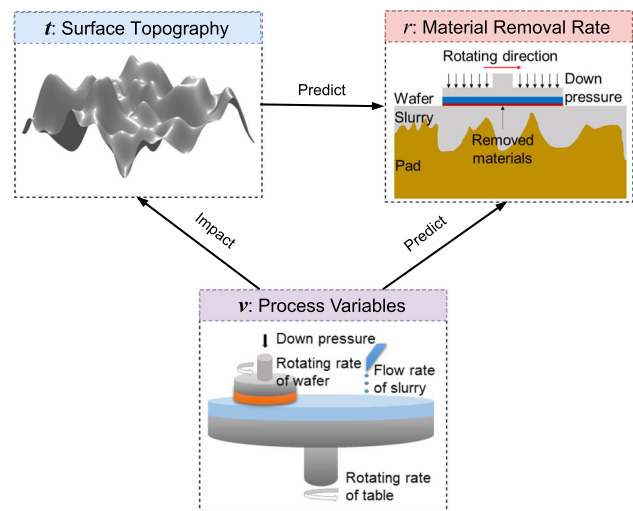 t: Surface Topography
r: Material Removal Rate
Predict
Rotating direction
Down
pressure
Wafer
Slurry
Removed
materials
Pad
Impact
Predict
v: Process Variables
Down pressure
Rotating rate
of wafer
Flow rate
of slurry
Rotating rate
of table